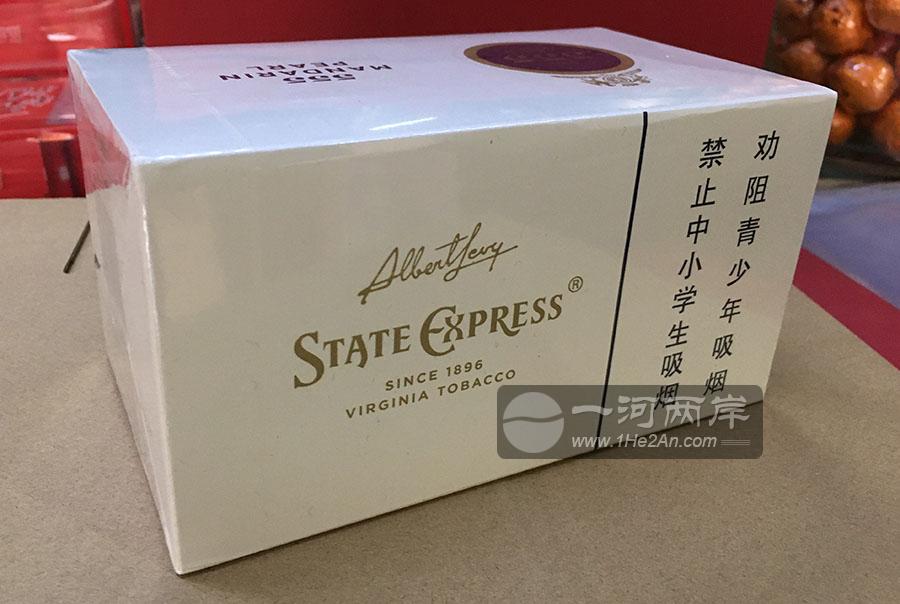 555
MANDARIN
PEARL
Albert Levy
STATE EXPRESS®
SINCE 1896
VIRGINIA TOBACCO
劝阻青少年吸烟
禁止中小学生吸烟
一河两岸
www.1He2An.com